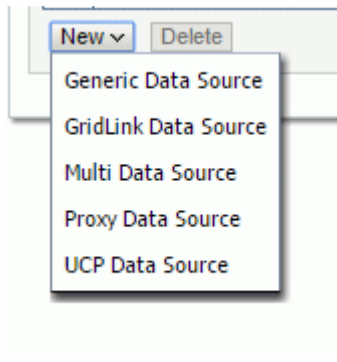 New Delete
Generic Data Source
GridLink Data Source
Multi Data Source
Proxy Data Source
UCP Data Source